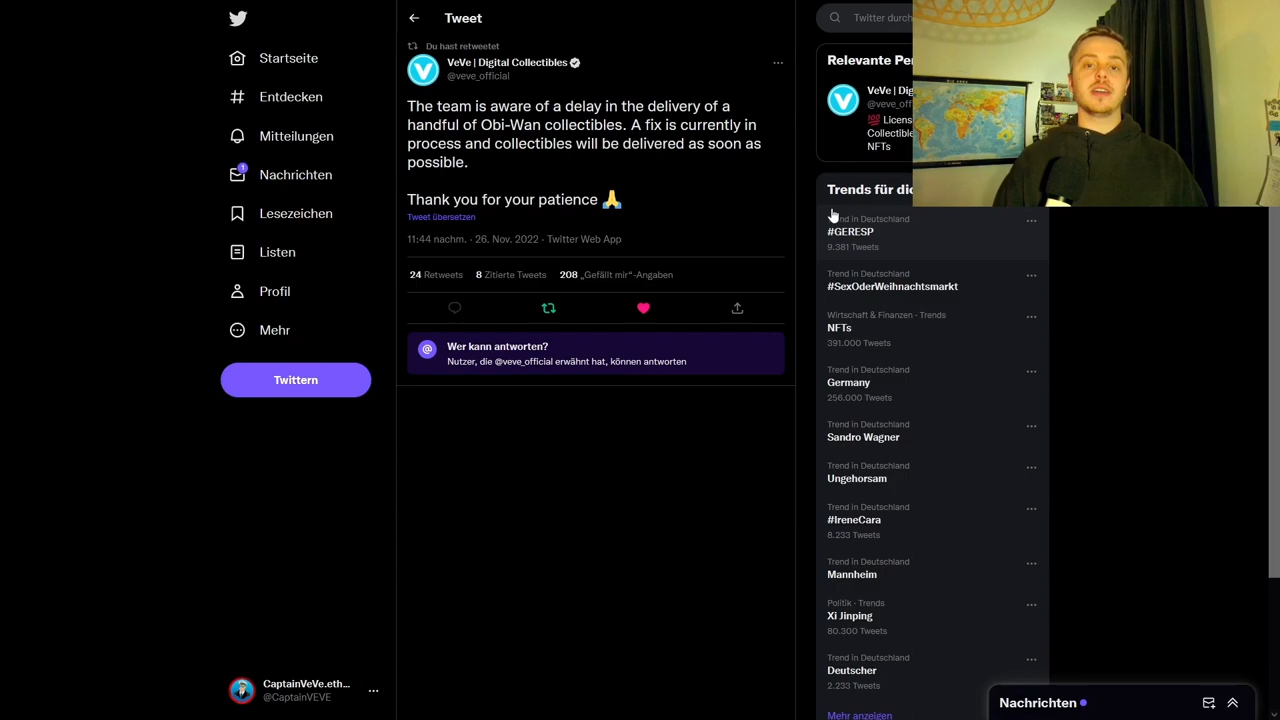 Startseite
Entdecken
Mitteilungen
1
Nachrichten
Lesezeichen
Listen
Profil
Mehr
Twittern
CaptainVeVe.eth...
@CaptainVEVE
Tweet
Du hast retweetet
VeVe | Digital Collectibles
@veve_official
The team is aware of a delay in the delivery of a
handful of Obi-Wan collectibles. A fix is currently in
process and collectibles will be delivered as soon as
possible.
Thank you for your patience 🙏
Tweet übersetzen
11:44 nachm. · 26. Nov. 2022 · Twitter Web App
24 Retweets 8 Zitierte Tweets 208 „Gefällt mir“-Angaben
Wer kann antworten?
Nutzer, die @veve_official erwähnt hat, können antworten
Twitter durch
Relevante Per
VeVe | Dig
@veve_off
💯 Licens
Collectible
NFTs
Trends für dic
nd in Deutschland
#GERESP
9.381 Tweets
Trend in Deutschland
#SexOderWeihnachtsmarkt
Wirtschaft & Finanzen · Trends
NFTs
391.000 Tweets
Trend in Deutschland
Germany
256.000 Tweets
Trend in Deutschland
Sandro Wagner
Trend in Deutschland
Ungehorsam
Trend in Deutschland
#IreneCara
8.233 Tweets
Trend in Deutschland
Mannheim
Politik · Trends
Xi Jinping
80.300 Tweets
Trend in Deutschland
Deutscher
2.233 Tweets
Mehr anzeigen
Nachrichten